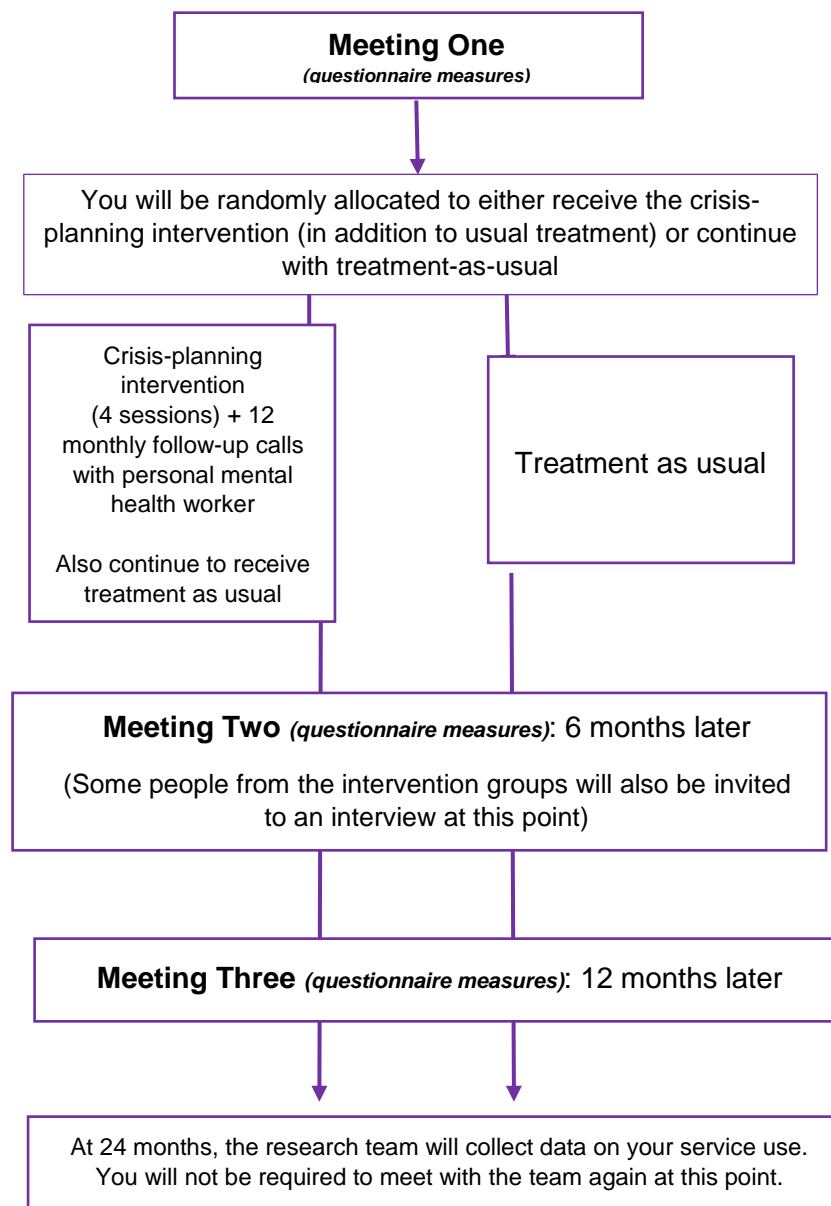 Meeting One
(questionnaire measures)
You will be randomly allocated to either receive the crisis-
planning intervention (in addition to usual treatment) or continue
with treatment-as-usual
Crisis-planning
intervention
(4 sessions) + 12
monthly follow-up calls
with personal mental
health worker
Also continue to receive
treatment as usual
Treatment as usual
Meeting Two (questionnaire measures): 6 months later
(Some people from the intervention groups will also be invited
to an interview at this point)
Meeting Three (questionnaire measures): 12 months later
At 24 months, the research team will collect data on your service use.
You will not be required to meet with the team again at this point.